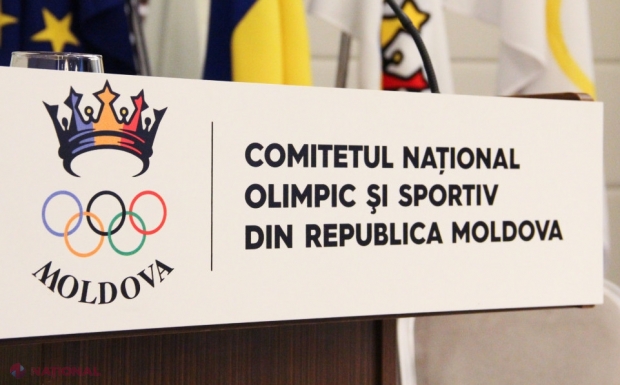 MOLDOVA
COMITETUL NAȚIONAL
OLIMPIC ȘI SPORTIV
DIN REPUBLICA MOLDOVA